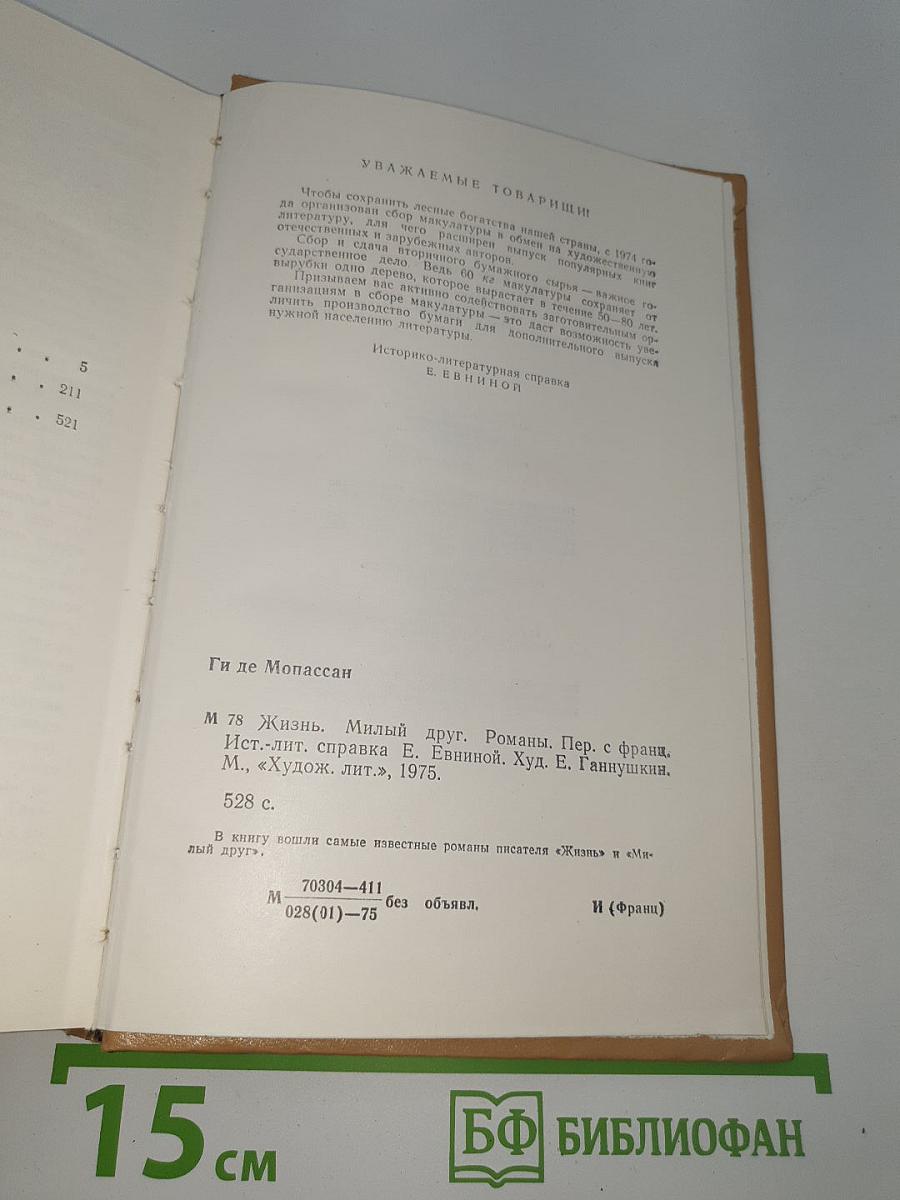 • • 5
• • 211
• • 521
УВАЖАЕМЫЕ ТОВАРИЩИ!
Чтобы сохранить лесные богатства нашей страны, с 1974 го-
да организован сбор макулатуры в обмен на художественную
литературу, для чего расширен выпуск популярных книг
отечественных и зарубежных авторов.
Сбор и сдача вторичного бумажного сырья — важное го-
сударственное дело. Ведь 60 кг макулатуры сохраняет от
вырубки одно дерево, которое вырастает в течение 50—80 лет.
Призываем вас активно содействовать заготовительным ор-
ганизациям в сборе макулатуры — это даст возможность уве-
личить производство бумаги для дополнительного выпуска
нужной населению литературы.
Историко-литературная справка
Е. ЕВНИНОЙ
Ги де Мопассан
М 78 Жизнь. Милый друг. Романы. Пер. с франц.
Ист.-лит. справка Е. Евниной. Худ. Е. Ганнушкин.
М., «Худож. лит.», 1975.
528 с.
В книгу вошли самые известные романы писателя «Жизнь» и «Ми-
лый друг».
70304—411
М без объявл.
028(01)—75
И (Франц)
15 см
БФ БИБЛИОФАН